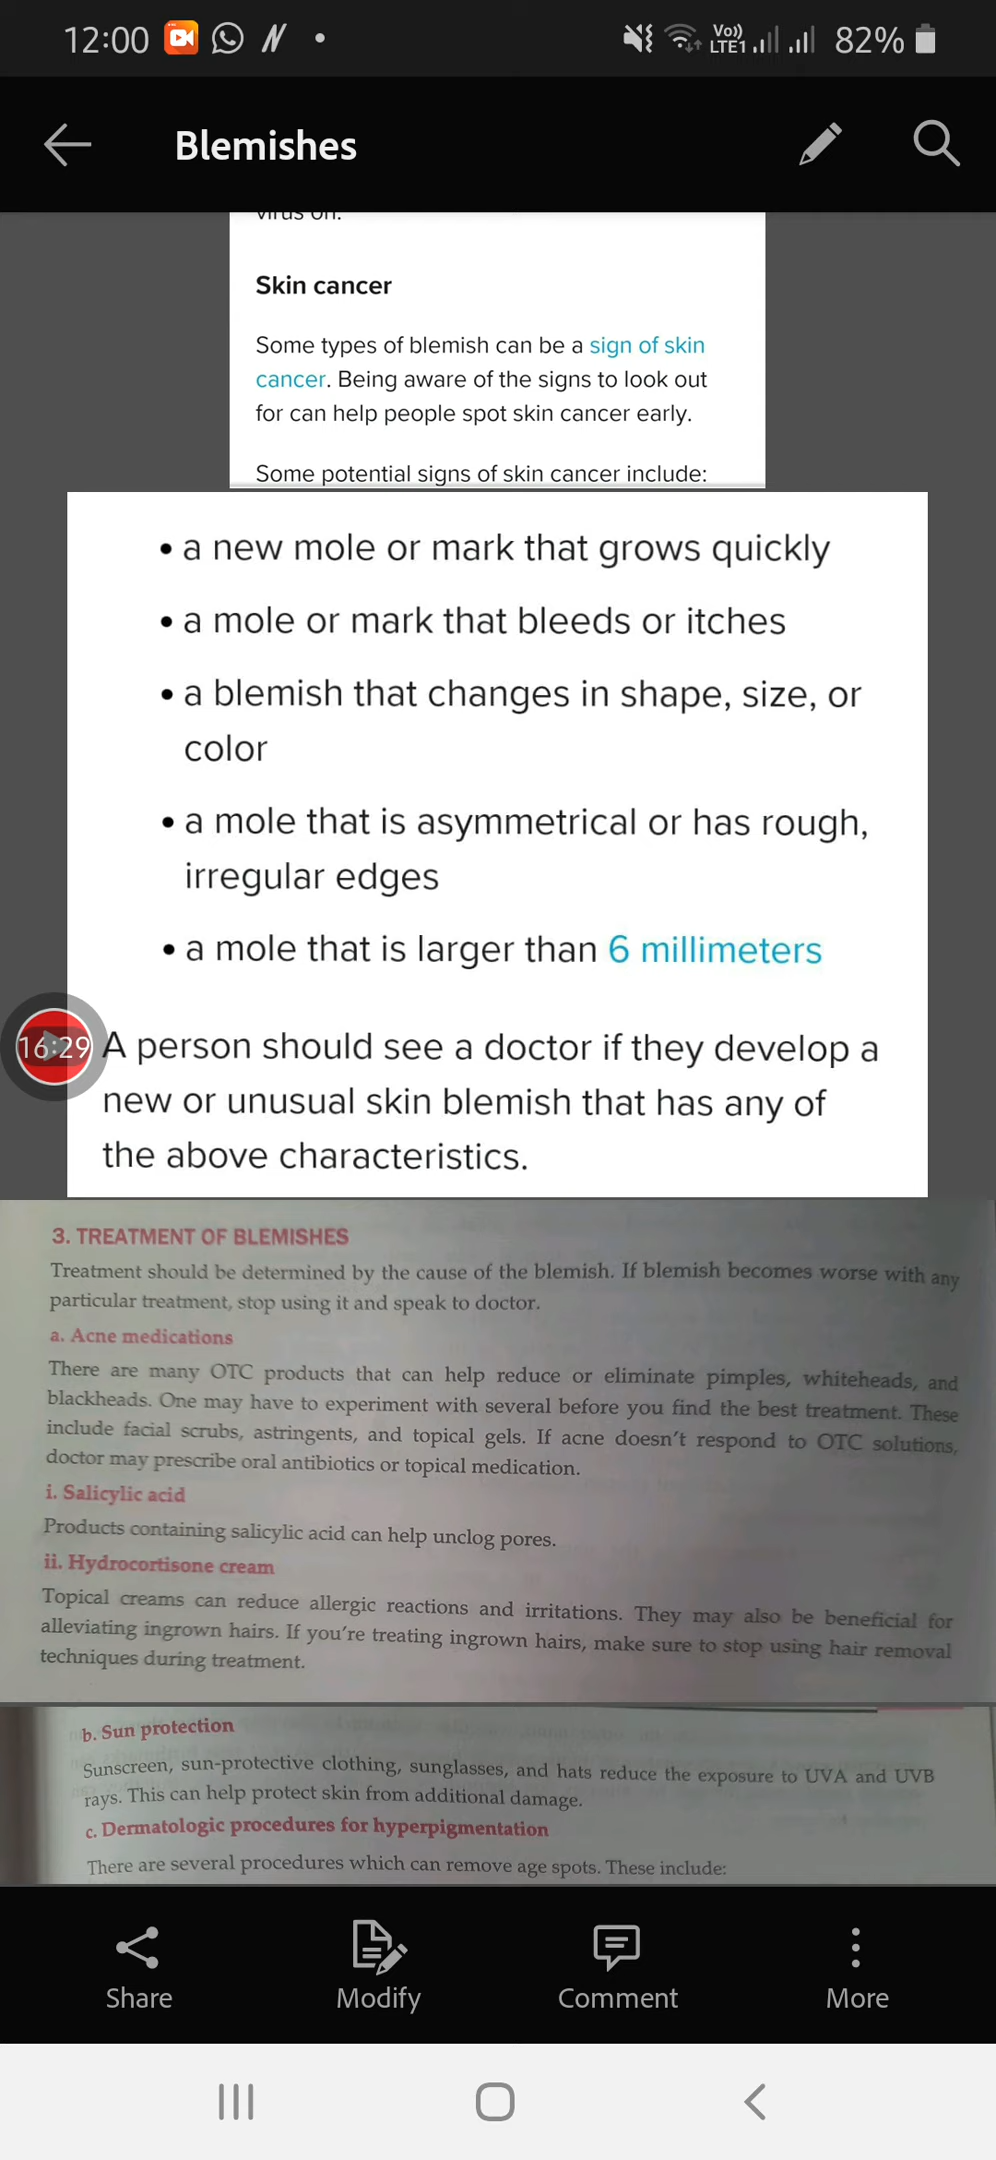 12:00
Vo))
LTE1
82%
Blemishes
virus on.
Skin cancer
Some types of blemish can be a sign of skin
cancer. Being aware of the signs to look out
for can help people spot skin cancer early.
Some potential signs of skin cancer include:
• a new mole or mark that grows quickly
• a mole or mark that bleeds or itches
• a blemish that changes in shape, size, or
color
• a mole that is asymmetrical or has rough,
irregular edges
• a mole that is larger than 6 millimeters
16:29
A person should see a doctor if they develop a
new or unusual skin blemish that has any of
the above characteristics.
3. TREATMENT OF BLEMISHES
Treatment should be determined by the cause of the blemish. If blemish becomes worse with any
particular treatment, stop using it and speak to doctor.
a. Acne medications
There are many OTC products that can help reduce or eliminate pimples, whiteheads, and
blackheads. One may have to experiment with several before you find the best treatment. These
include facial scrubs, astringents, and topical gels. If acne doesn't respond to OTC solutions,
doctor may prescribe oral antibiotics or topical medication.
i. Salicylic acid
Products containing salicylic acid can help unclog pores.
ii. Hydrocortisone cream
Topical creams can reduce allergic reactions and irritations. They may also be beneficial for
alleviating ingrown hairs. If you're treating ingrown hairs, make sure to stop using hair removal
techniques during treatment.
b. Sun protection
Sunscreen, sun-protective clothing, sunglasses, and hats reduce the exposure to UVA and UVB
rays. This can help protect skin from additional damage.
c. Dermatologic procedures for hyperpigmentation
There are several procedures which can remove age spots. These include:
Share
Modify
Comment
More